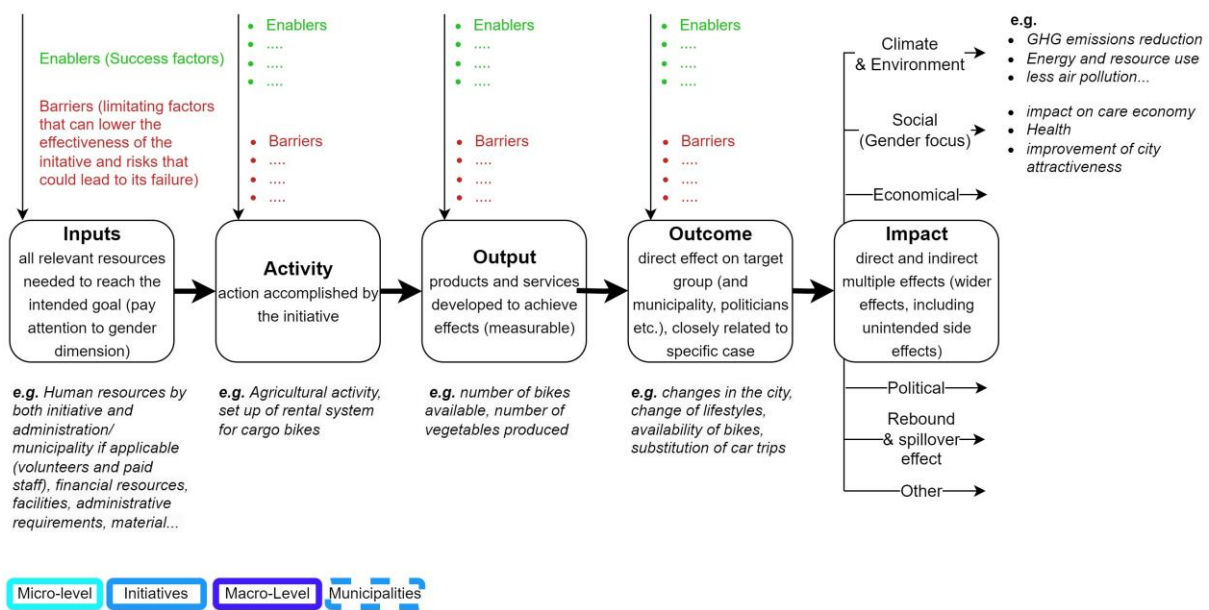 Enablers (Success factors)
Barriers (limitating factors
that can lower the
effectiveness of the
initative and risks that
could lead to its failure)
• Enablers
• ....
• ....
• ....
• Barriers
• ....
• ....
• ....
• Enablers
• ....
• ....
• ....
• Barriers
• ....
• ....
• ....
• Enablers
• ....
• ....
• ....
• Barriers
• ....
• ....
• ....
Climate
& Environment
e.g.
• GHG emissions reduction
• Energy and resource use
• less air pollution...
Social
(Gender focus)
• impact on care economy
• Health
• improvement of city
attractiveness
Economical
Inputs
all relevant resources
needed to reach the
intended goal (pay
attention to gender
dimension)
Activity
action accomplished by
the initiative
Output
products and services
developed to achieve
effects (measurable)
Outcome
direct effect on target
group (and
municipality, politicians
etc.), closely related to
specific case
Impact
direct and indirect
multiple effects (wider
effects, including
unintended side
effects)
e.g. Human resources by
both initiative and
administration/
municipality if applicable
(volunteers and paid
staff), financial resources,
facilities, administrative
requirements, material...
e.g. Agricultural activity,
set up of rental system
for cargo bikes
e.g. number of bikes
available, number of
vegetables produced
e.g. changes in the city,
change of lifestyles,
availability of bikes,
substitution of car trips
Political
Rebound
& spillover
effect
Other
Micro-level
Initiatives
Macro-Level
Municipalities